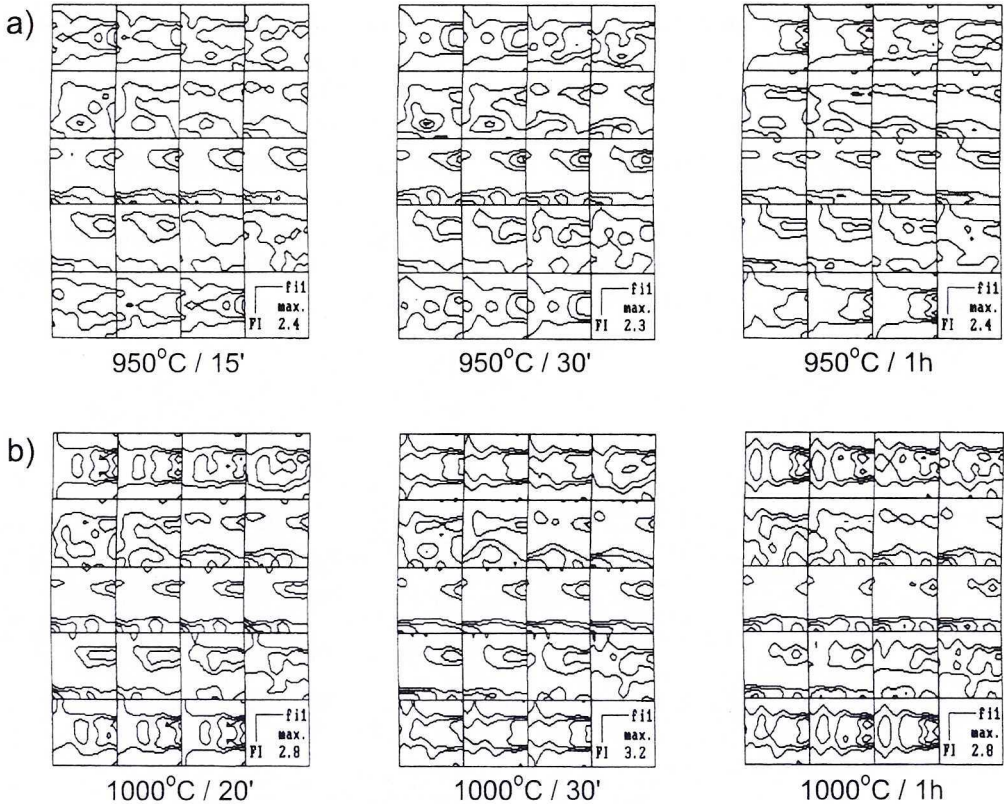 a)
fi1
max.
FI 2.4
fi1
max.
FI 2.3
fi1
max.
FI 2.4
950°C / 15'
950°C / 30'
950°C / 1h
b)
fi1
max.
FI 2.8
fi1
max.
FI 3.2
fi1
max.
FI 2.8
1000°C / 20'
1000°C / 30'
1000°C / 1h